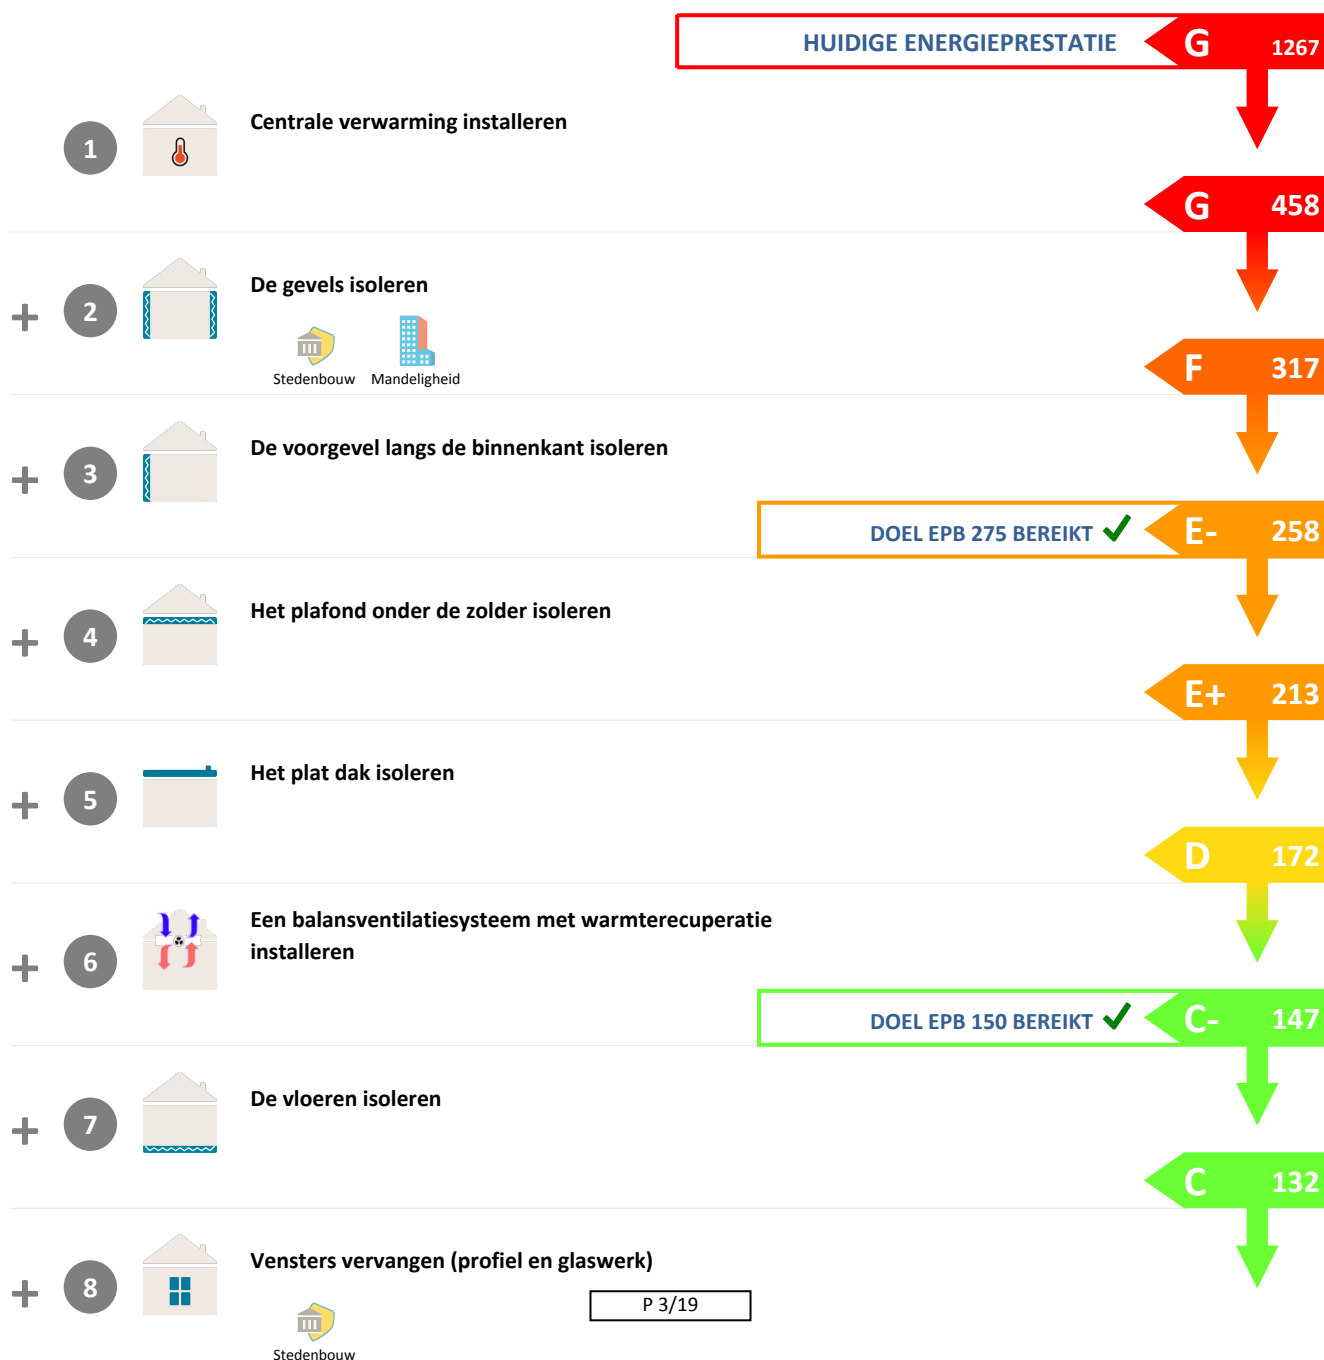 HUIDIGE ENERGIEPRESTATIE G 1267
1 Centrale verwarming installeren
G 458
+ 2 De gevels isoleren
Stedenbouw Mandeligheid
F 317
+ 3 De voorgevel langs de binnenkant isoleren
DOEL EPB 275 BEREIKT E- 258
+ 4 Het plafond onder de zolder isoleren
E+ 213
+ 5 Het plat dak isoleren
D 172
+ 6 Een balansventilatiesysteem met warmterecuperatie
installeren
DOEL EPB 150 BEREIKT C- 147
+ 7 De vloeren isoleren
C 132
+ 8 Vensters vervangen (profiel en glaswerk)
P 3/19
Stedenbouw